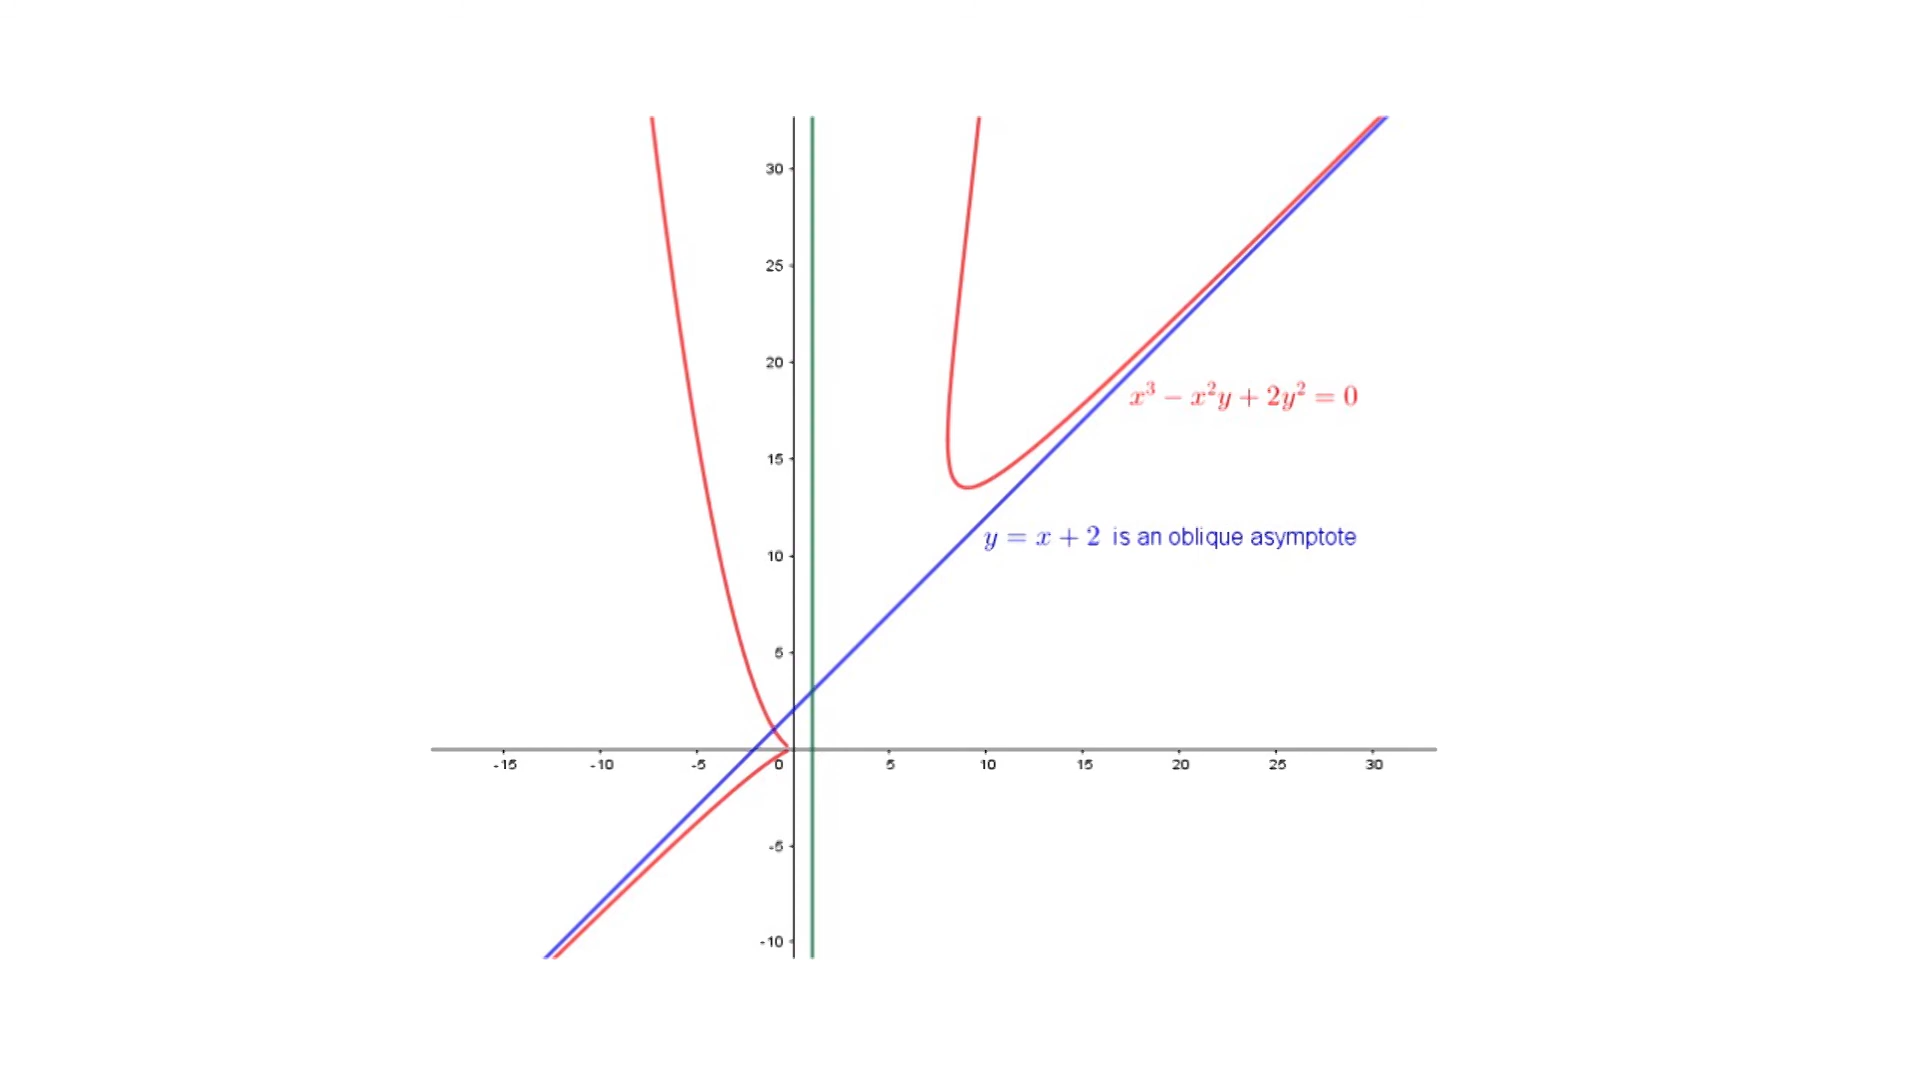 30
25
20
x³ − x²y + 2y² = 0
15
y = x + 2 is an oblique asymptote
10
5
-15 -10 -5 0 5 10 15 20 25 30
-5
-10